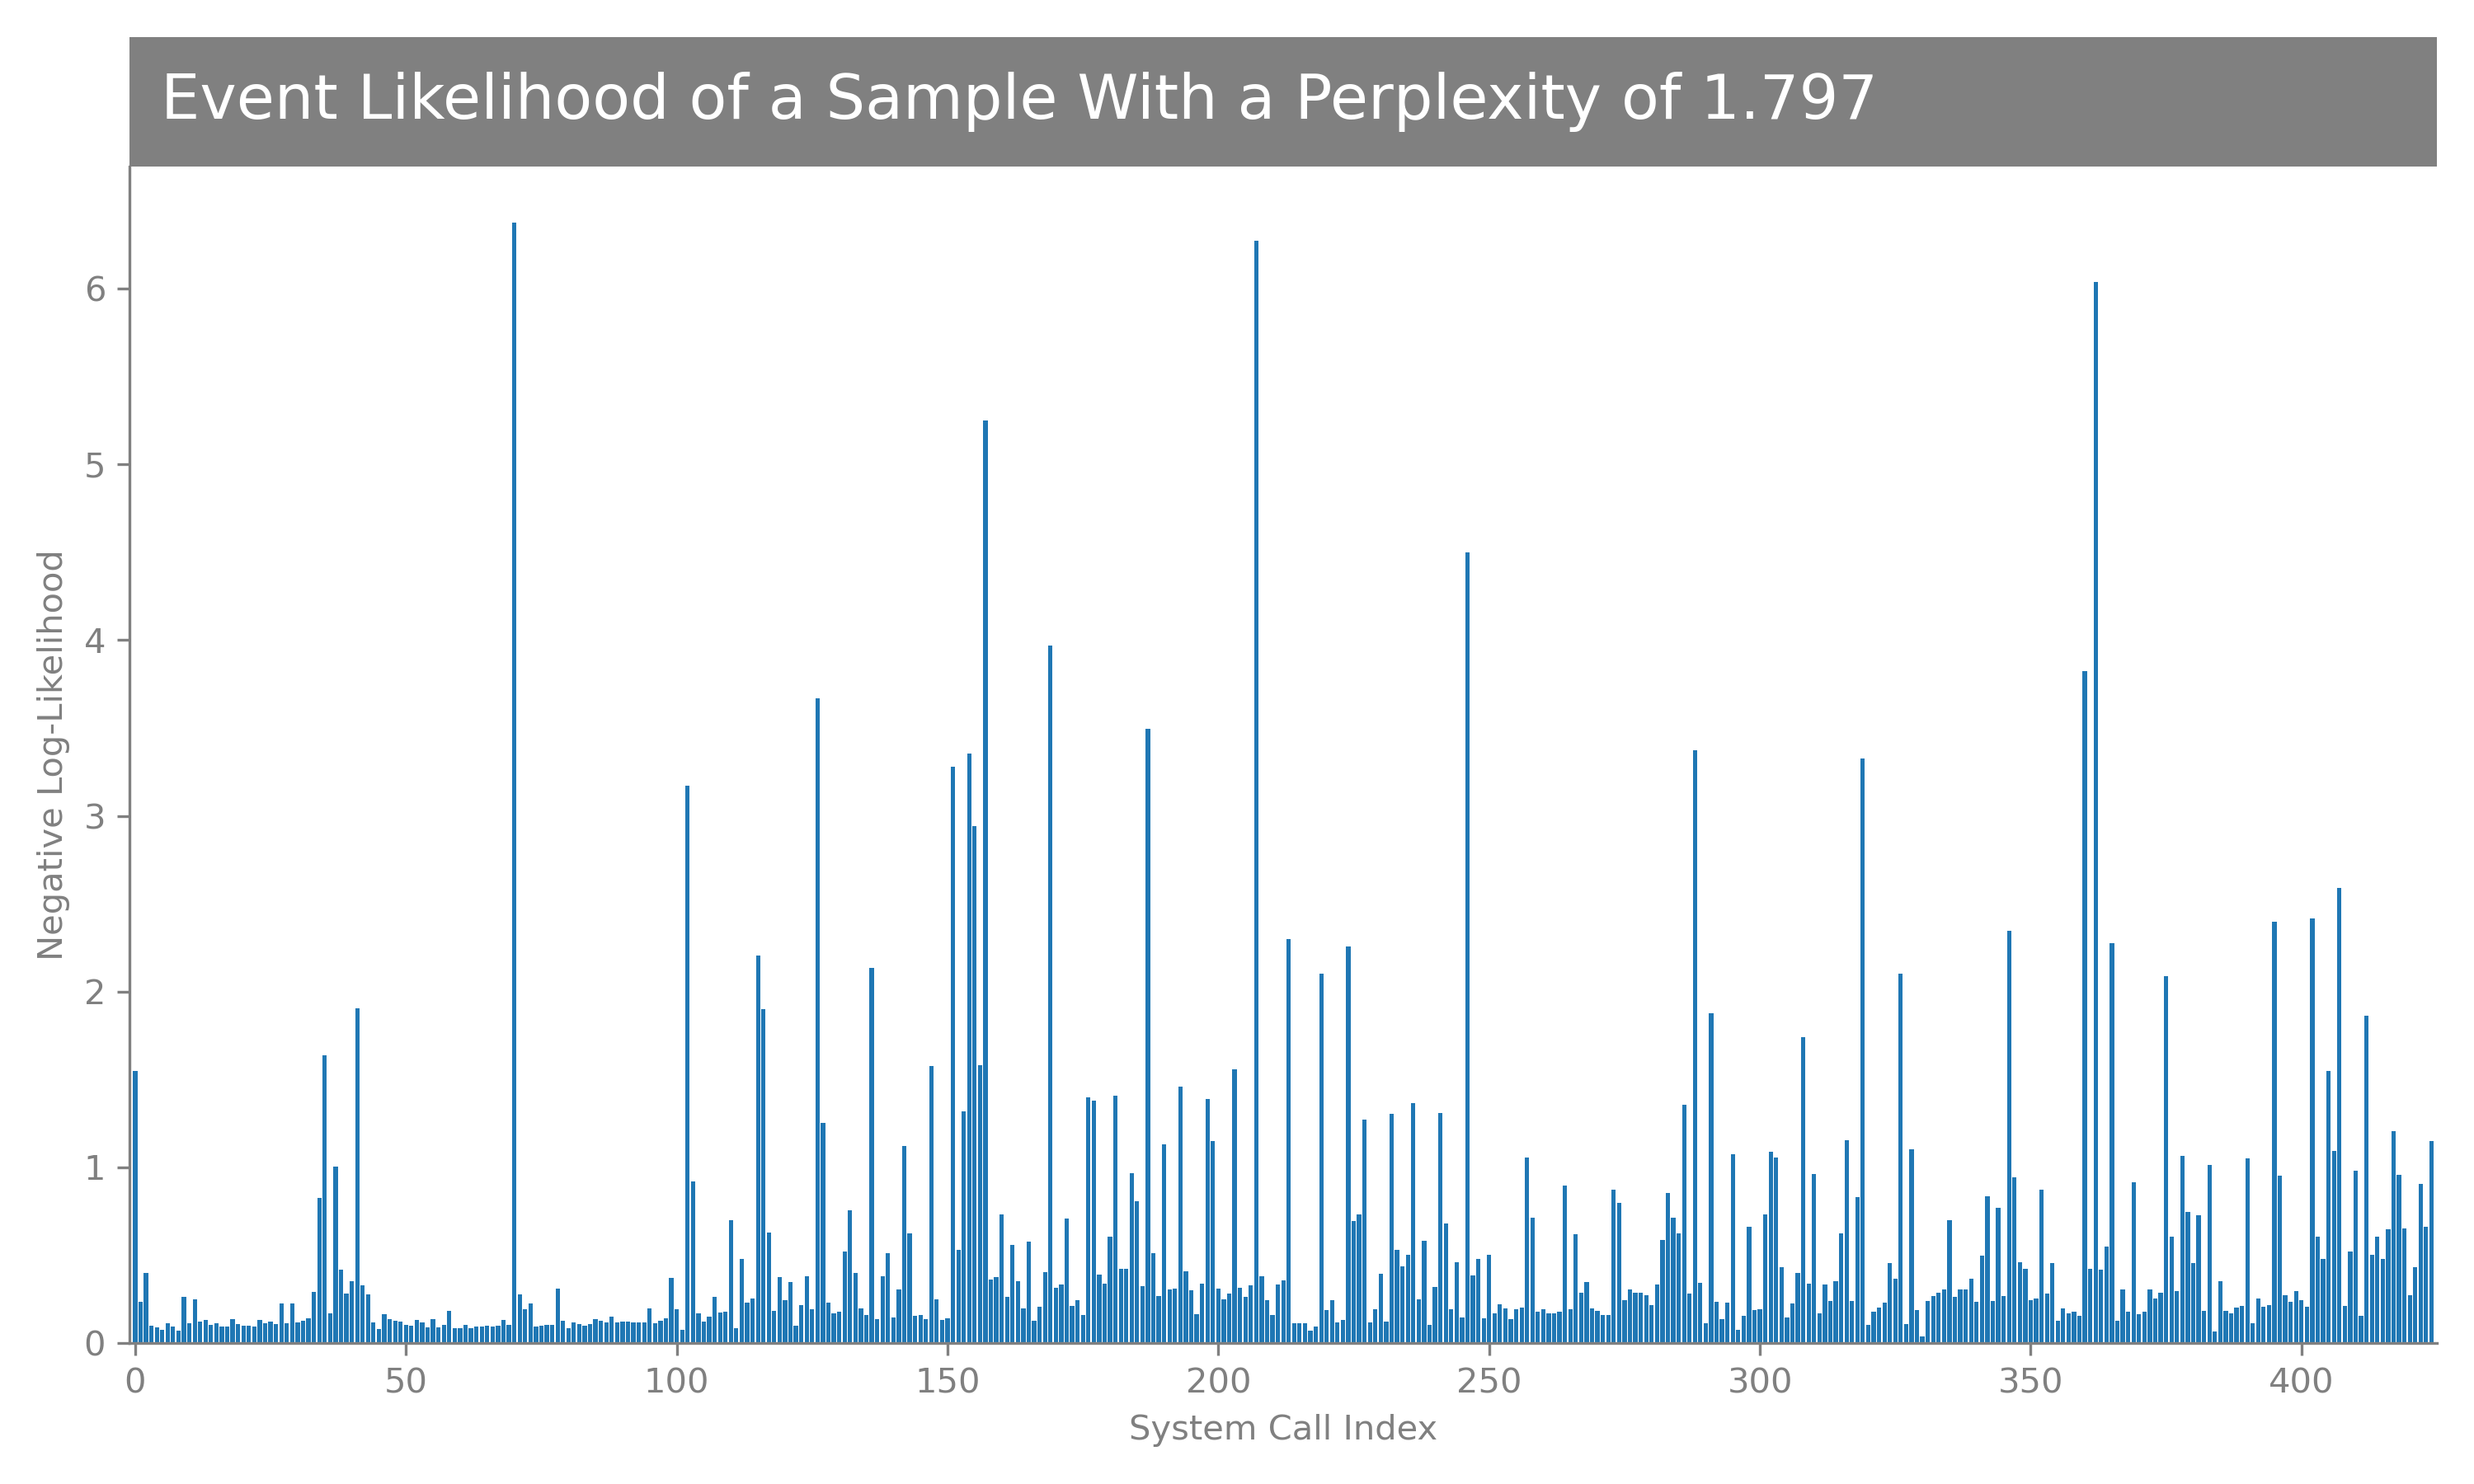 Event Likelihood of a Sample With a Perplexity of 1.797
Negative Log-Likelihood
6
5
4
3
2
1
0
0 50 100 150 200 250 300 350 400
System Call Index